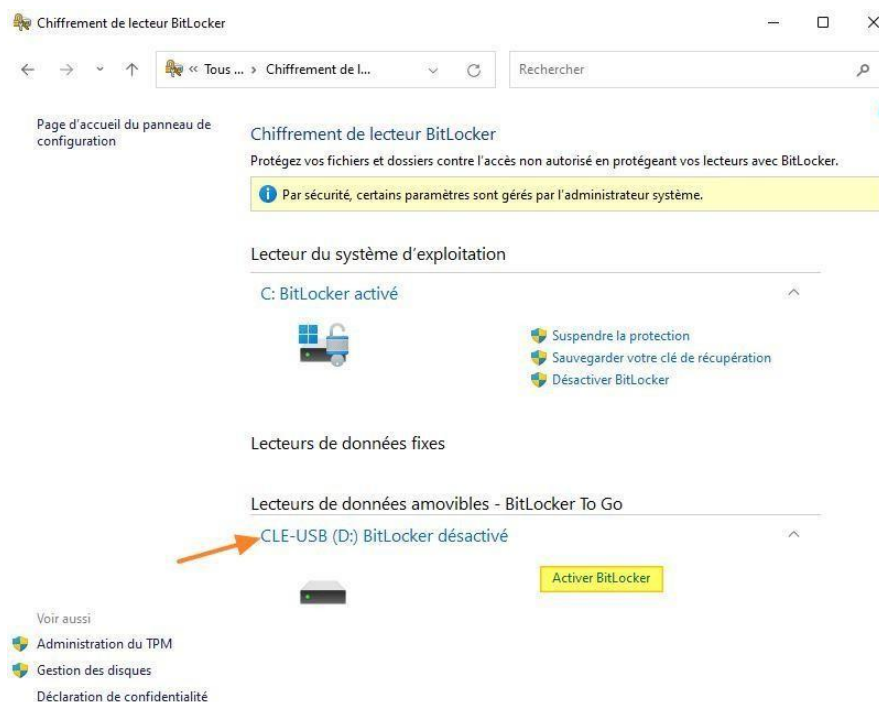 Chiffrement de lecteur BitLocker
« Tous ... › Chiffrement de l...
Rechercher
Page d'accueil du panneau de
configuration
Chiffrement de lecteur BitLocker
Protégez vos fichiers et dossiers contre l'accès non autorisé en protégeant vos lecteurs avec BitLocker.
Par sécurité, certains paramètres sont gérés par l'administrateur système.
Lecteur du système d'exploitation
C: BitLocker activé
Suspendre la protection
Sauvegarder votre clé de récupération
Désactiver BitLocker
Lecteurs de données fixes
Lecteurs de données amovibles - BitLocker To Go
CLE-USB (D:) BitLocker désactivé
Activer BitLocker
Voir aussi
Administration du TPM
Gestion des disques
Déclaration de confidentialité